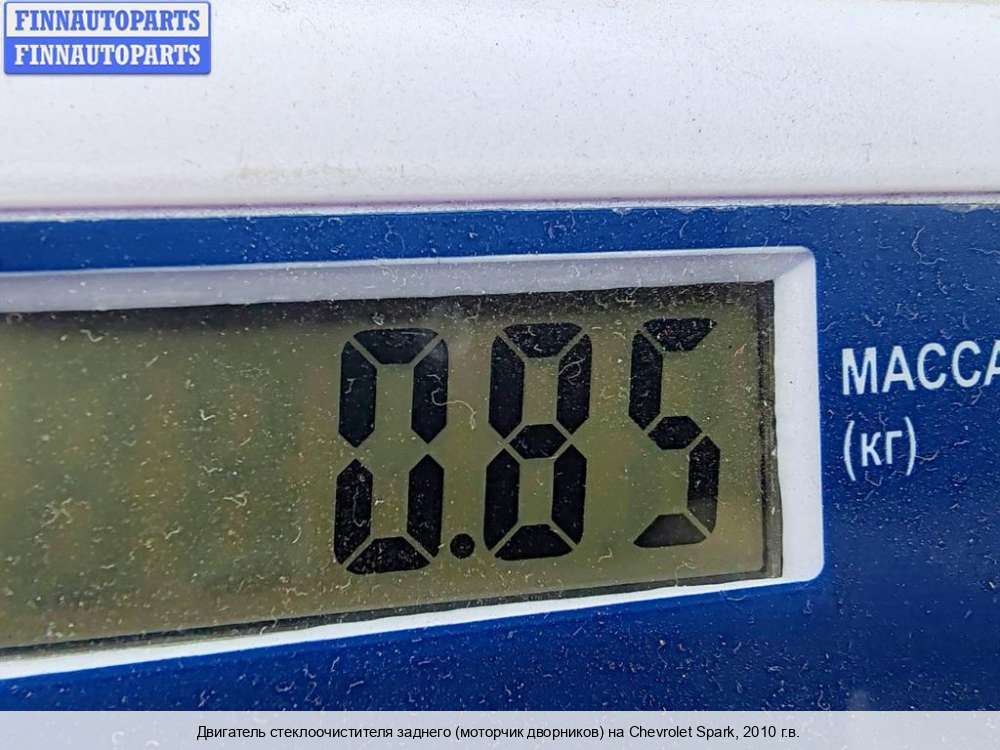 FINNAUTOPARTS
FINNAUTOPARTS
0.85
МАССА
(кг)
Двигатель стеклоочистителя заднего (моторчик дворников) на Chevrolet Spark, 2010 г.в.